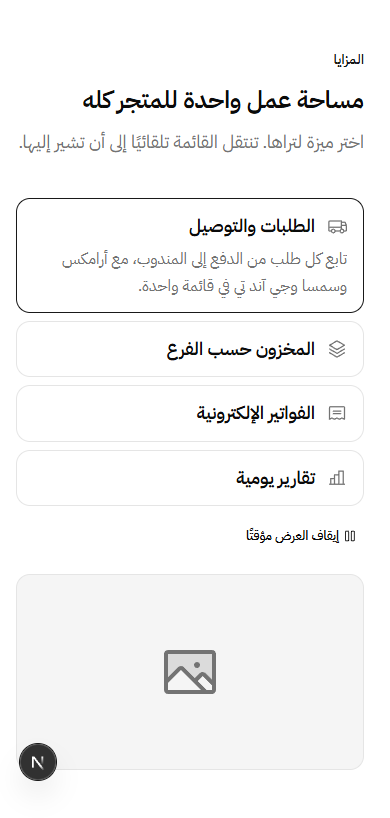 المزايا
مساحة عمل واحدة للمتجر كله
اختر ميزة لتراها. تنتقل القائمة تلقائيًا إلى أن تشير إليها.
الطلبات والتوصيل
تابع كل طلب من الدفع إلى المندوب، مع أرامكس
وسمسا وجي آند تي في قائمة واحدة.
المخزون حسب الفرع
الفواتير الإلكترونية
تقارير يومية
إيقاف العرض مؤقتًا
N